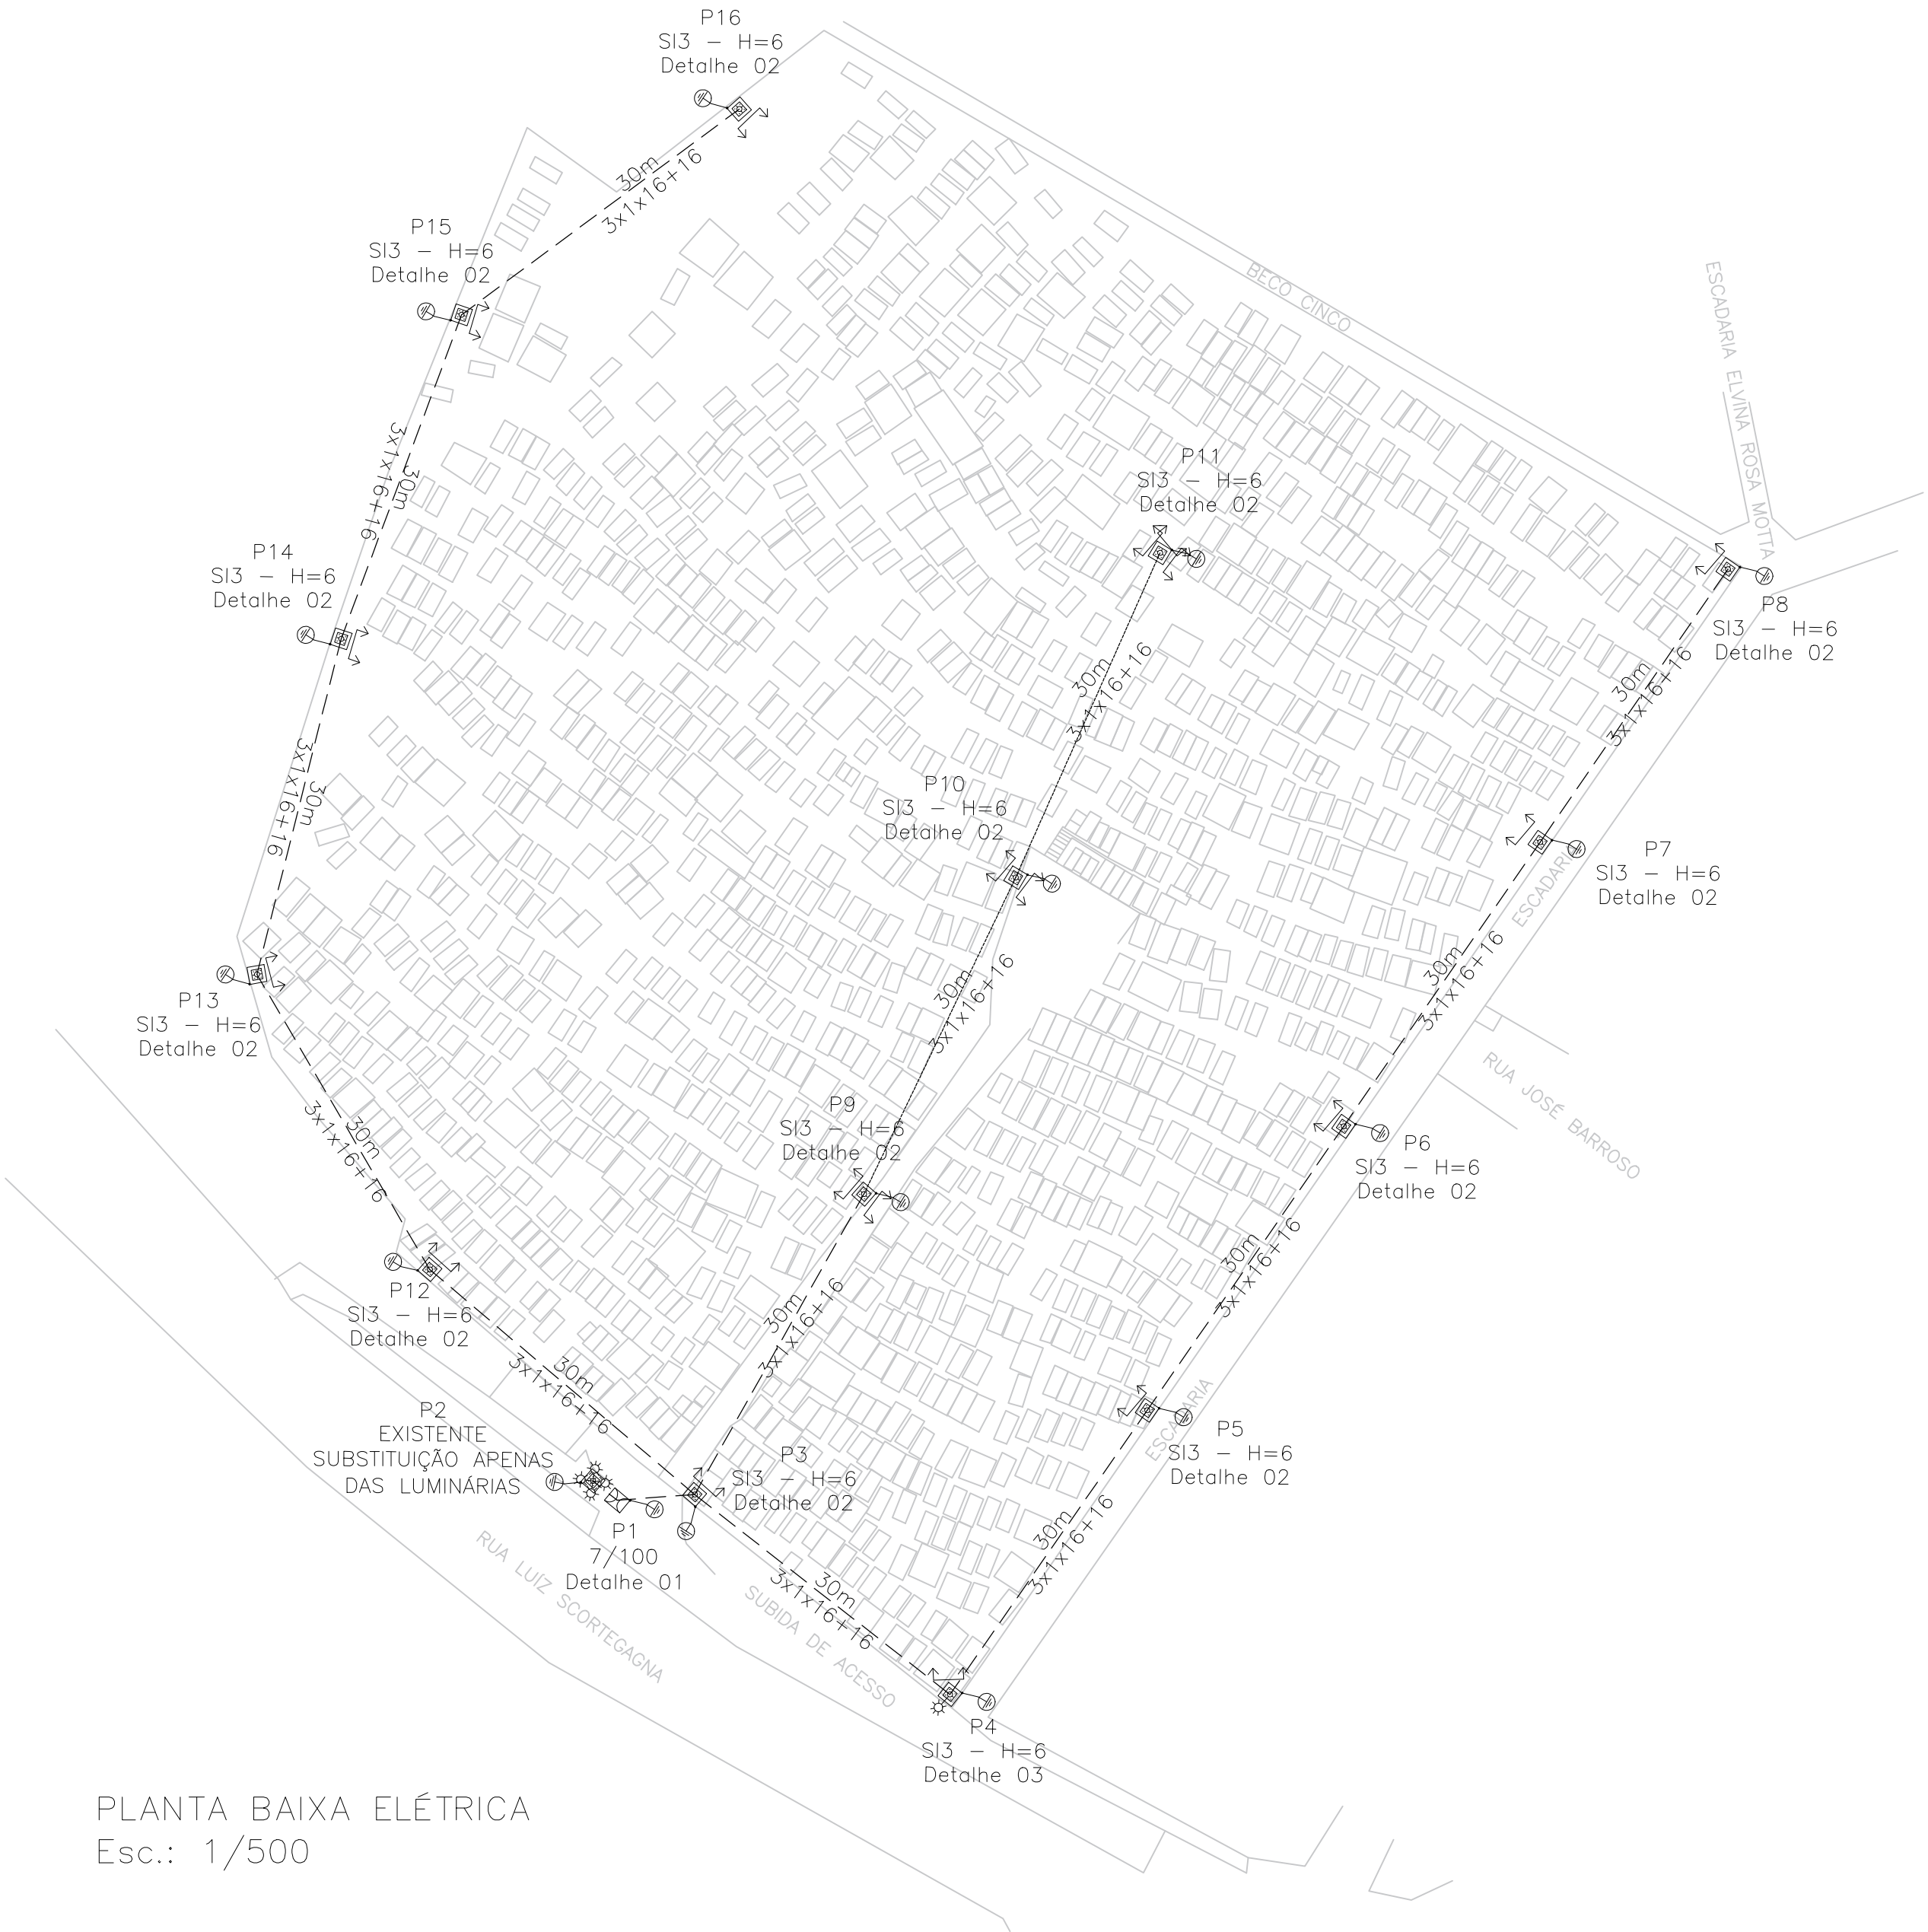 P16
SI3 - H=6
Detalhe 02
30m
3x1x16+16
P15
SI3 - H=6
Detalhe 02
BECO CINCO
ESCADARIA ELVINA ROSA MOTTA
3x1x16+16
30m
P11
SI3 - H=6
Detalhe 02
P14
SI3 - H=6
Detalhe 02
P8
SI3 - H=6
Detalhe 02
30m
3x1x16+16
30m
3x1x16+16
3x1x16+16
30m
P10
SI3 - H=6
Detalhe 02
P7
SI3 - H=6
Detalhe 02
ESCADARIA
30m
3x1x16+16
30m
3x1x16+16
P13
SI3 - H=6
Detalhe 02
RUA JOSÉ BARROSO
P9
SI3 - H=6
Detalhe 02
30m
3x1x16+16
P6
SI3 - H=6
Detalhe 02
30m
3x1x16+16
P12
SI3 - H=6
Detalhe 02
30m
3x1x16+16
30m
3x1x16+16
ESCADARIA
P2
EXISTENTE
SUBSTITUIÇÃO APENAS
DAS LUMINÁRIAS
P3
SI3 - H=6
Detalhe 02
P5
SI3 - H=6
Detalhe 02
P1
7/100
Detalhe 01
30m
3x1x16+16
30m
3x1x16+16
RUA LUÍZ SCORTEGAGNA
SUBIDA DE ACESSO
P4
SI3 - H=6
Detalhe 03
PLANTA BAIXA ELÉTRICA
Esc.: 1/500